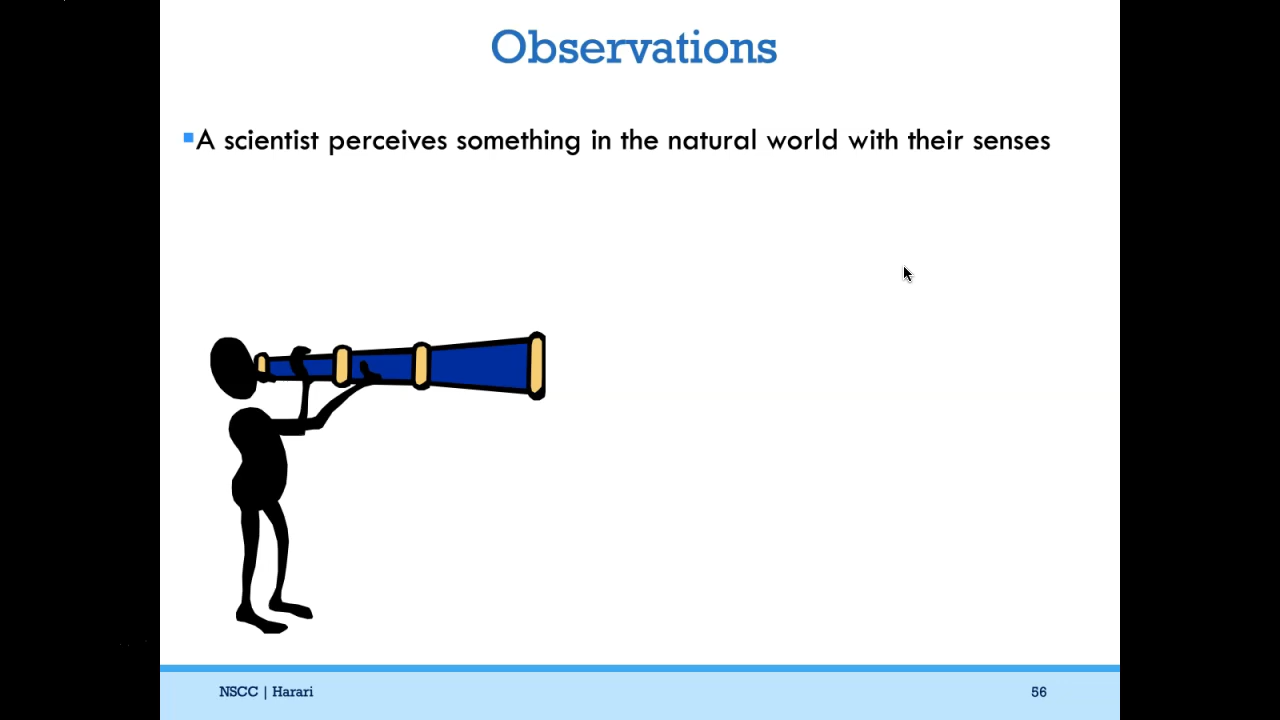 Observations
▪A scientist perceives something in the natural world with their senses
NSCC | Harari
56